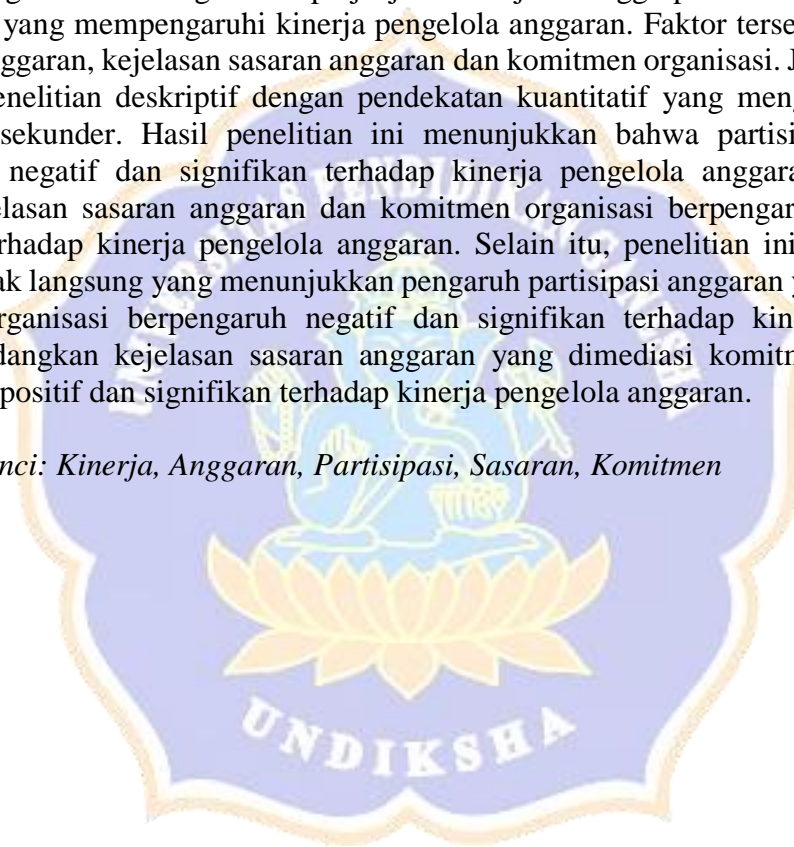 yang mempengaruhi kinerja pengelola anggaran. Faktor terse
ggaran, kejelasan sasaran anggaran dan komitmen organisasi. J
enelitian deskriptif dengan pendekatan kuantitatif yang meng
sekunder. Hasil penelitian ini menunjukkan bahwa partisi
negatif dan signifikan terhadap kinerja pengelola anggara
elasan sasaran anggaran dan komitmen organisasi berpengar
rhadap kinerja pengelola anggaran. Selain itu, penelitian ini
ak langsung yang menunjukkan pengaruh partisipasi anggaran y
rganisasi berpengaruh negatif dan signifikan terhadap kin
dangkan kejelasan sasaran anggaran yang dimediasi komitm
positif dan signifikan terhadap kinerja pengelola anggaran.
nci: Kinerja, Anggaran, Partisipasi, Sasaran, Komitmen
UNIVERSITAS PENDIDIKAN GANESHA
UNDIKSHA